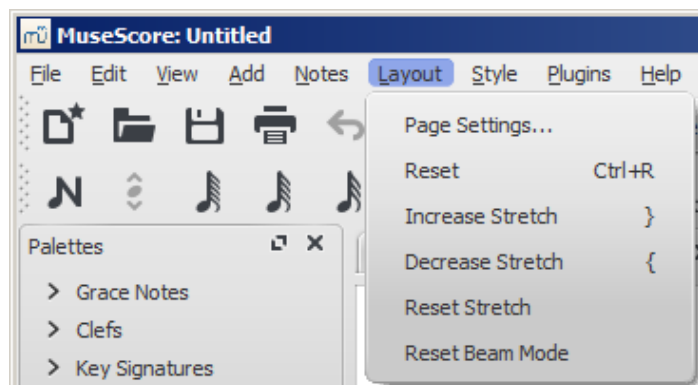 MuseScore: Untitled
File Edit View Add Notes Layout Style Plugins Help
Page Settings...
Reset Ctrl+R
Increase Stretch }
Decrease Stretch {
Reset Stretch
Reset Beam Mode
Palettes
Grace Notes
Clefs
Key Signatures